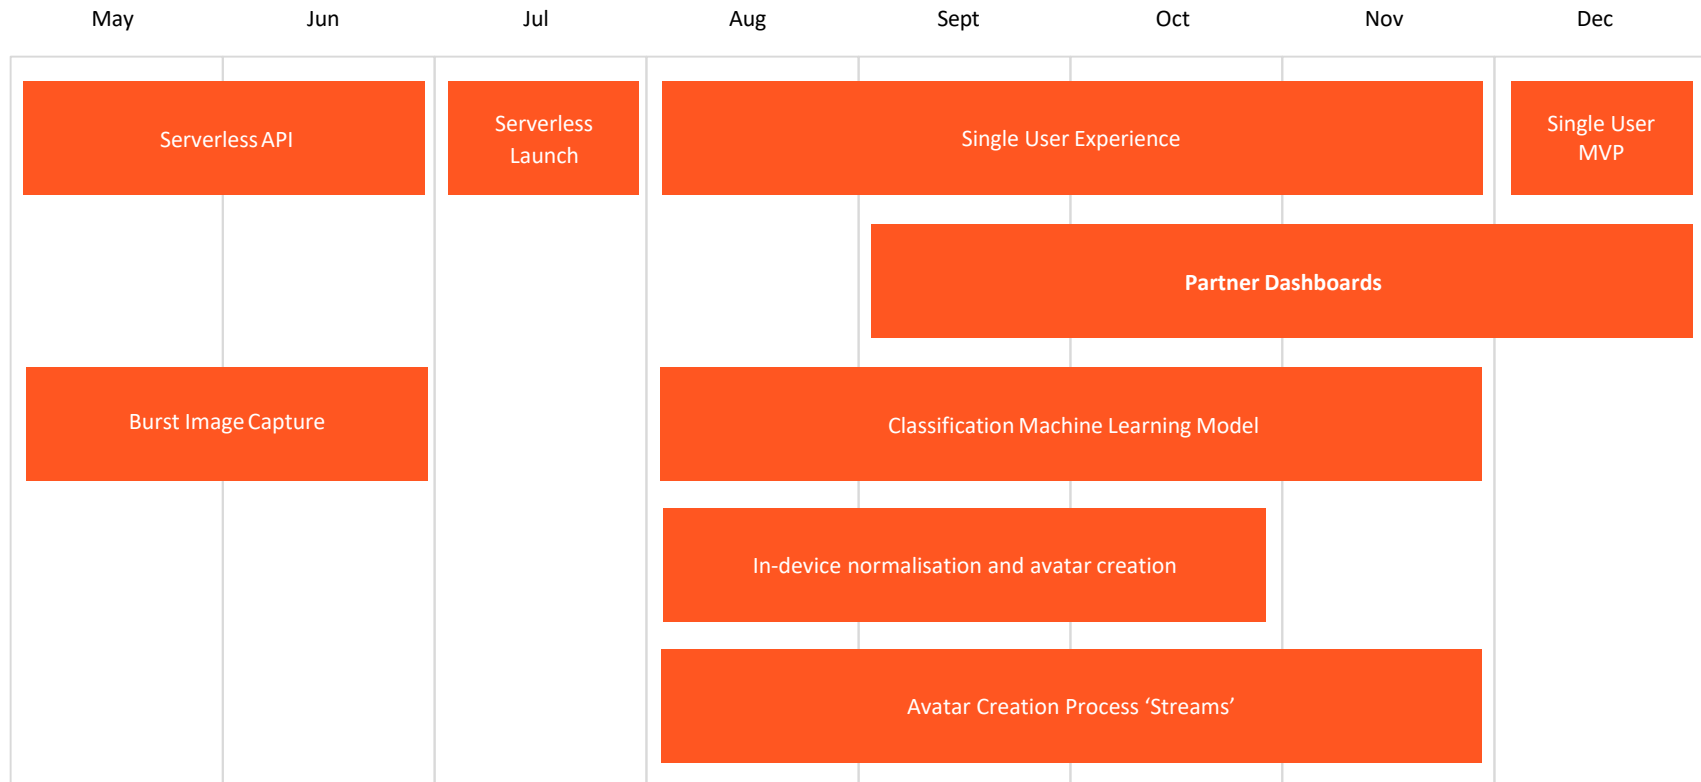 May Jun Jul Aug Sept Oct Nov Dec
Serverless API
Serverless
Launch
Single User Experience
Single User
MVP
Partner Dashboards
Burst Image Capture
Classification Machine Learning Model
In-device normalisation and avatar creation
Avatar Creation Process ‘Streams’